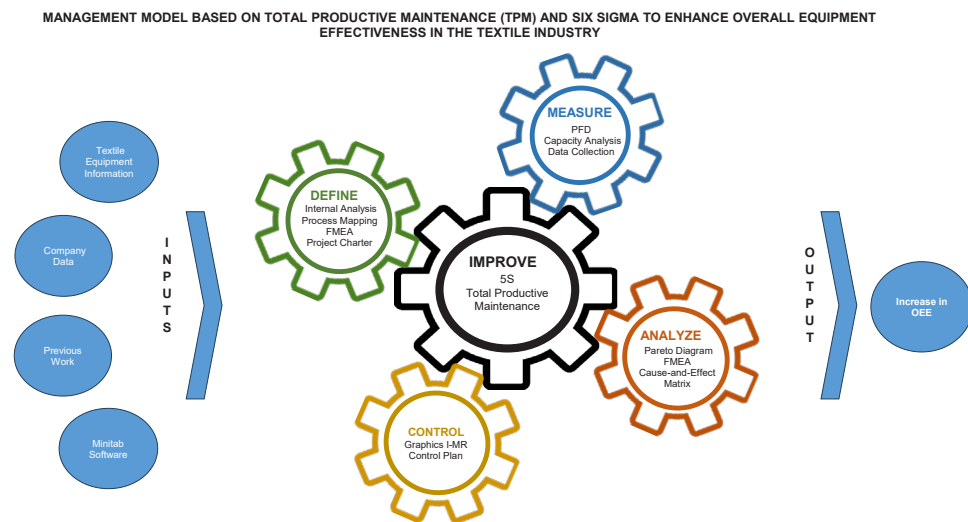 MANAGEMENT MODEL BASED ON TOTAL PRODUCTIVE MAINTENANCE (TPM) AND SIX SIGMA TO ENHANCE OVERALL EQUIPMENT
EFFECTIVENESS IN THE TEXTILE INDUSTRY
Textile
Equipment
Information
Company
Data
Previous
Work
Minitab
Software
INPUTS
DEFINE
Internal Analysis
Process Mapping
FMEA
Project Charter
MEASURE
PFD
Capacity Analysis
Data Collection
IMPROVE
5S
Total Productive
Maintenance
ANALYZE
Pareto Diagram
FMEA
Cause-and-Effect
Matrix
CONTROL
Graphics I-MR
Control Plan
OUTPUT
Increase in
OEE